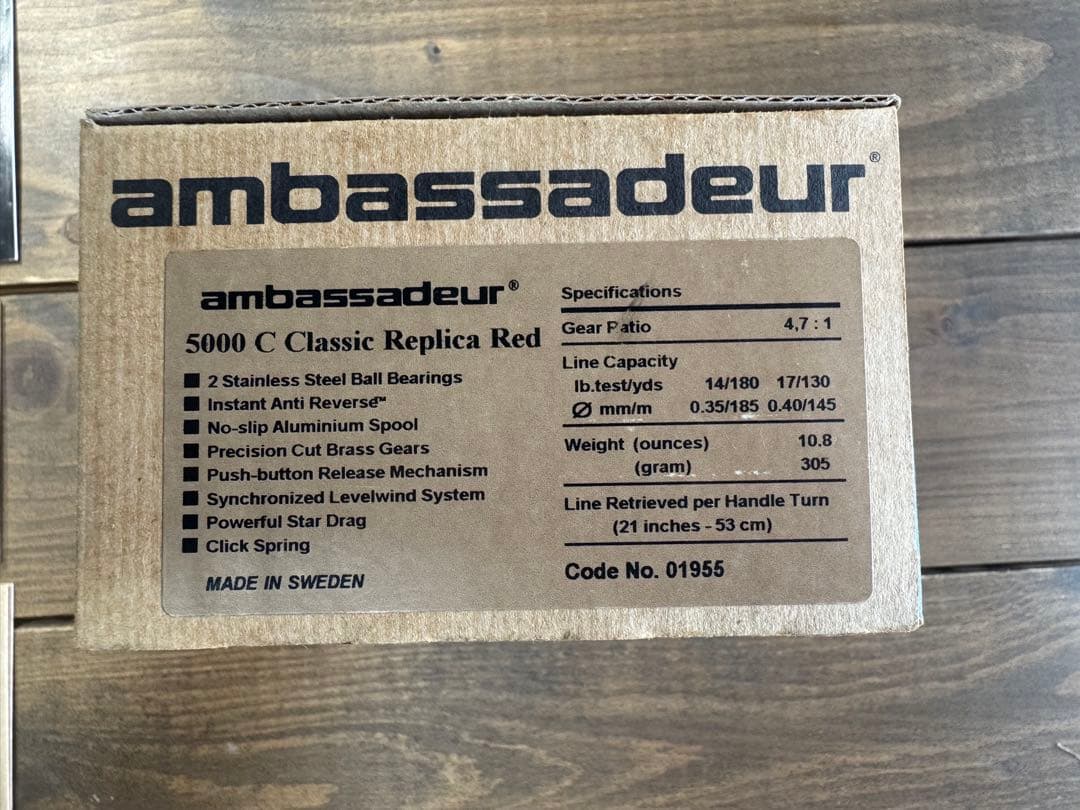 ambassadeur®
ambassadeur®
5000 C Classic Replica Red
■ 2 Stainless Steel Ball Bearings
■ Instant Anti Reverse™
■ No-slip Aluminium Spool
■ Precision Cut Brass Gears
■ Push-button Release Mechanism
■ Synchronized Levelwind System
■ Powerful Star Drag
■ Click Spring
MADE IN SWEDEN
Specifications
Gear Ratio 4,7 : 1
Line Capacity
lb.test/yds 14/180 17/130
Ø mm/m 0.35/185 0.40/145
Weight (ounces) 10.8
(gram) 305
Line Retrieved per Handle Turn
(21 inches - 53 cm)
Code No. 01955